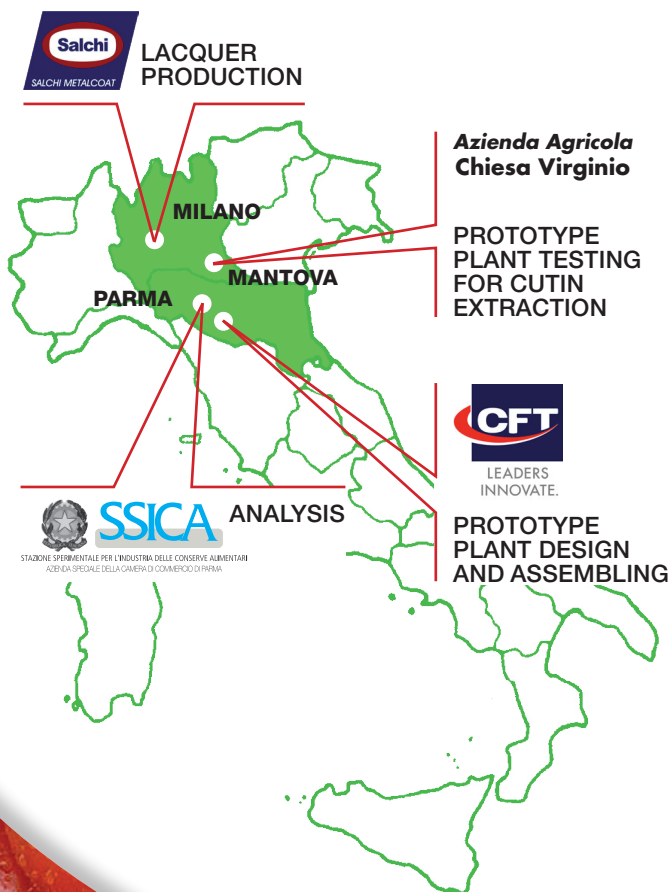 Salchi
SALCHI METALCOAT
LACQUER
PRODUCTION
Azienda Agricola
Chiesa Virginio
MILANO
PROTOTYPE
PLANT TESTING
FOR CUTIN
EXTRACTION
MANTOVA
PARMA
CFT
LEADERS
INNOVATE.
SSICA
ANALYSIS
STAZIONE SPERIMENTALE PER L'INDUSTRIA DELLE CONSERVE ALIMENTARI
AZIENDA SPECIALE DELLA CAMERA DI COMMERCIO DI PARMA
PROTOTYPE
PLANT DESIGN
AND ASSEMBLING